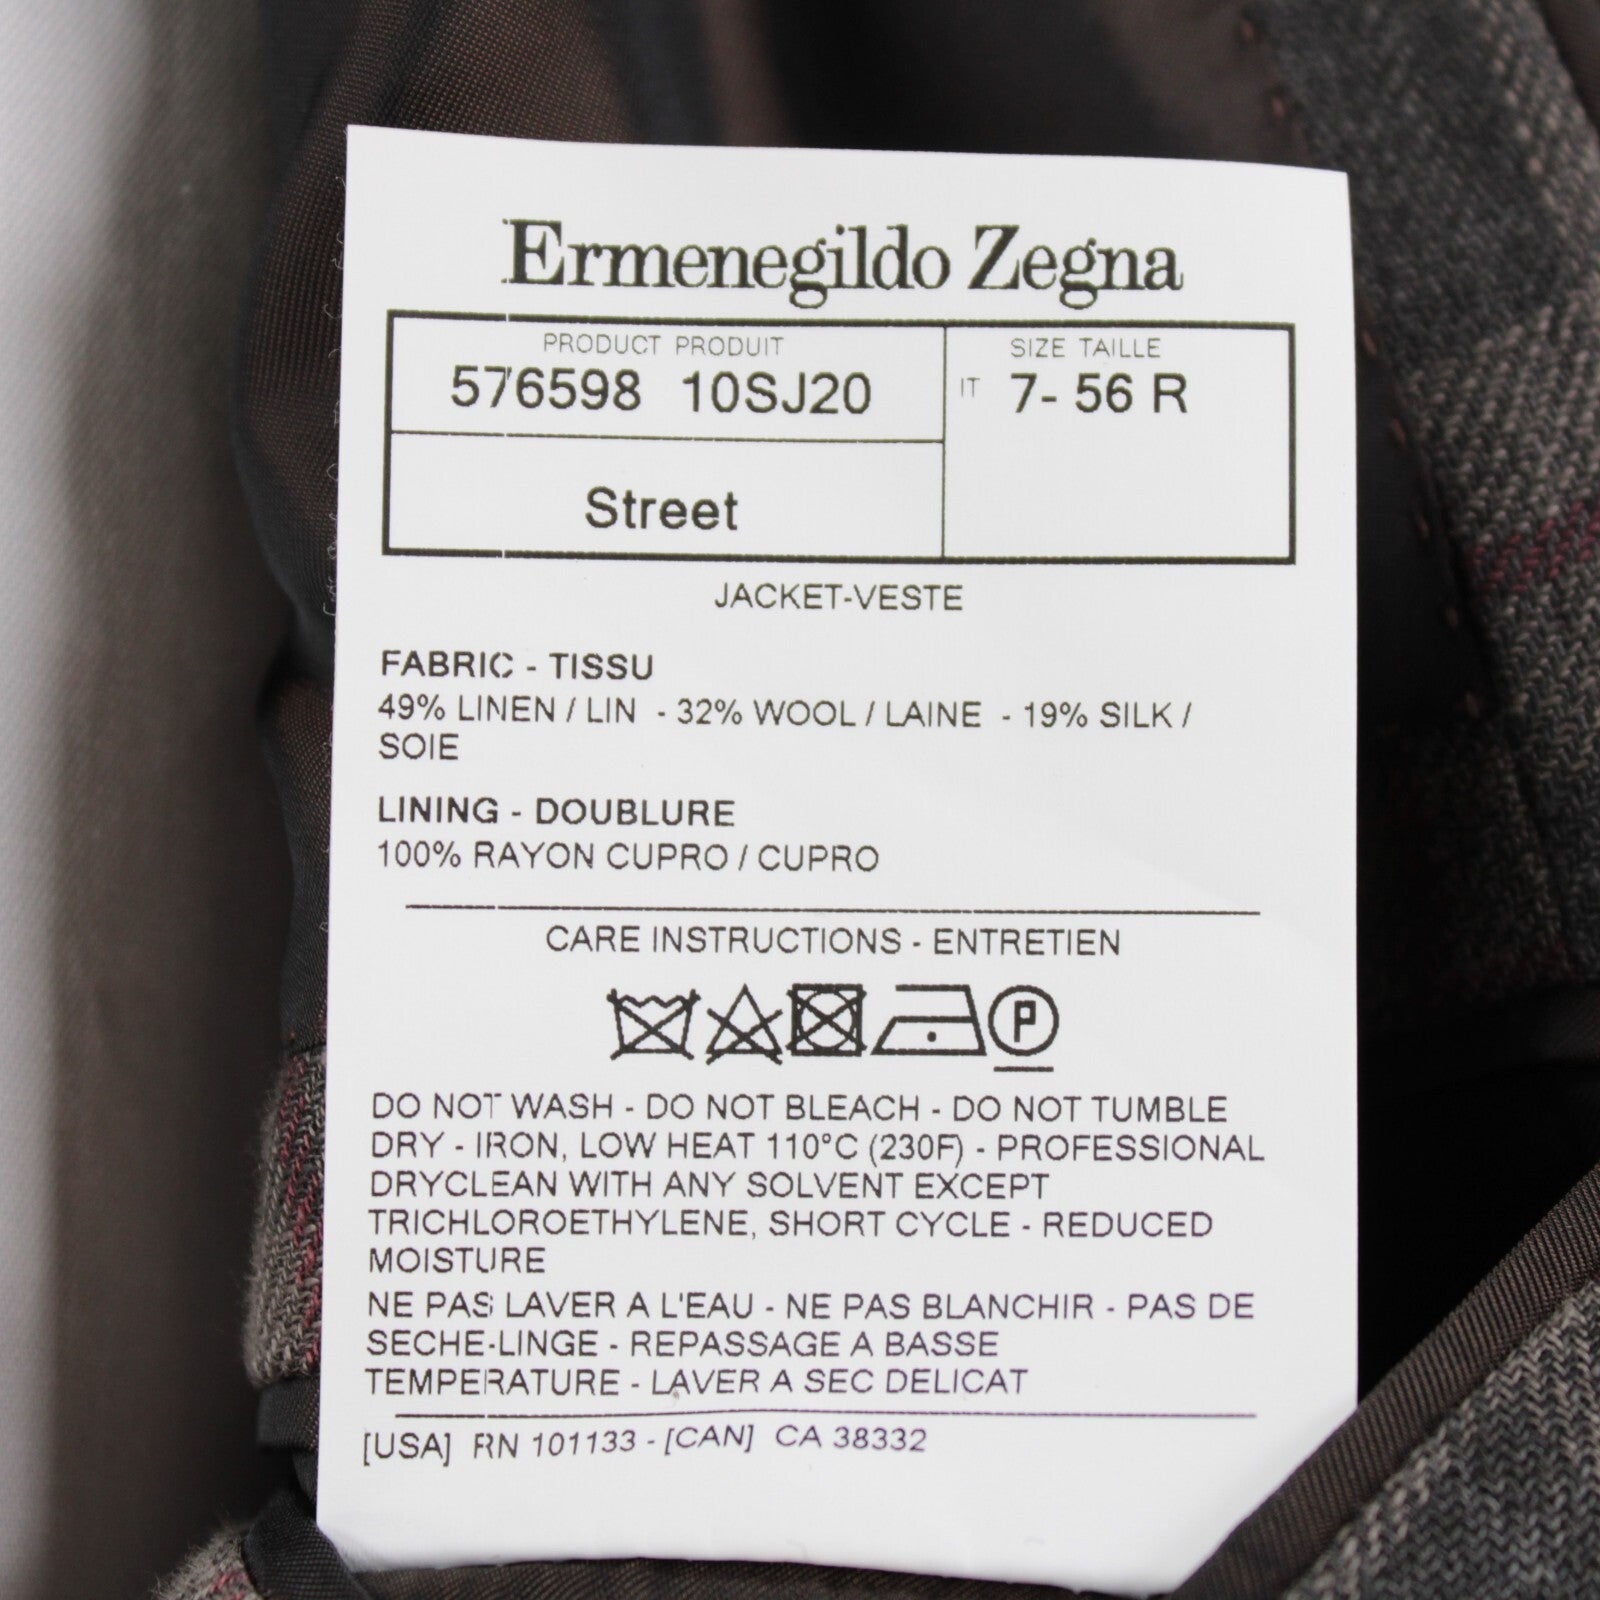 Ermenegildo Zegna
PRODUCT PRODUIT
576598 10SJ20
SIZE TAILLE
IT 7- 56 R
Street
JACKET-VESTE
FABRIC - TISSU
49% LINEN / LIN - 32% WOOL / LAINE - 19% SILK /
SOIE
LINING - DOUBLURE
100% RAYON CUPRO / CUPRO
CARE INSTRUCTIONS - ENTRETIEN
P
DO NOT WASH - DO NOT BLEACH - DO NOT TUMBLE
DRY - IRON, LOW HEAT 110°C (230F) - PROFESSIONAL
DRYCLEAN WITH ANY SOLVENT EXCEPT
TRICHLOROETHYLENE, SHORT CYCLE - REDUCED
MOISTURE
NE PAS LAVER A L'EAU - NE PAS BLANCHIR - PAS DE
SECHE-LINGE - REPASSAGE A BASSE
TEMPERATURE - LAVER A SEC DELICAT
[USA] RN 101133 - [CAN] CA 38332